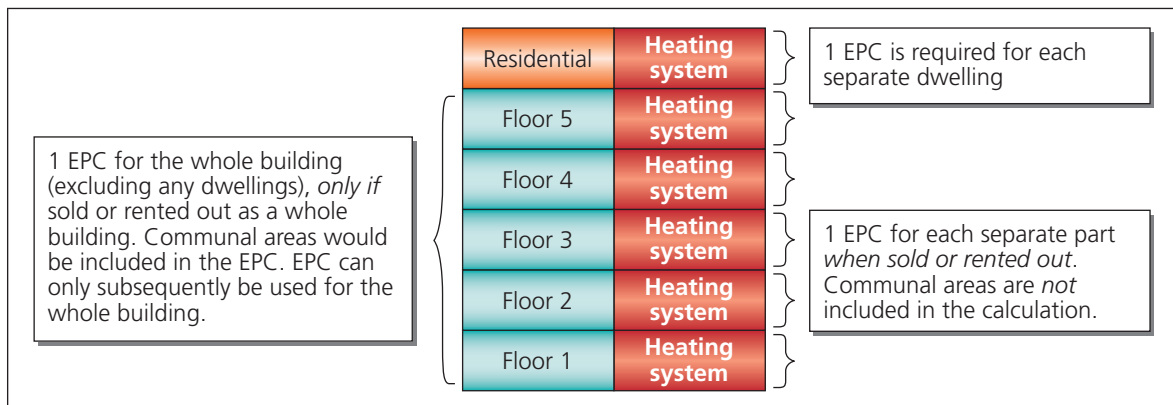 1 EPC for the whole building
(excluding any dwellings), only if
sold or rented out as a whole
building. Communal areas would
be included in the EPC. EPC can
only subsequently be used for the
whole building.
Residential
Heating
system
Floor 5
Heating
system
Floor 4
Heating
system
Floor 3
Heating
system
Floor 2
Heating
system
Floor 1
Heating
system
1 EPC is required for each
separate dwelling
1 EPC for each separate part
when sold or rented out.
Communal areas are not
included in the calculation.